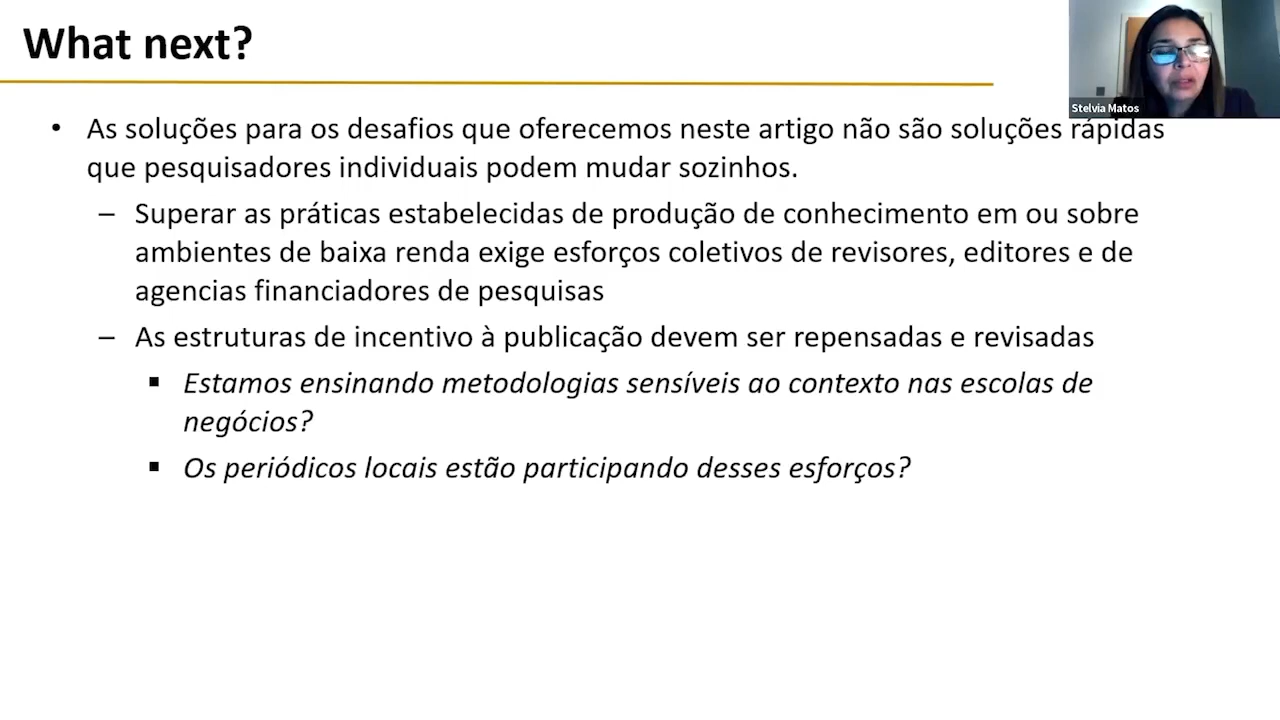 What next?
Stelvia Matos
• As soluções para os desafios que oferecemos neste artigo não são soluções rápidas
que pesquisadores individuais podem mudar sozinhos.
– Superar as práticas estabelecidas de produção de conhecimento em ou sobre
ambientes de baixa renda exige esforços coletivos de revisores, editores e de
agencias financiadores de pesquisas
– As estruturas de incentivo à publicação devem ser repensadas e revisadas
▪ Estamos ensinando metodologias sensíveis ao contexto nas escolas de
negócios?
▪ Os periódicos locais estão participando desses esforços?